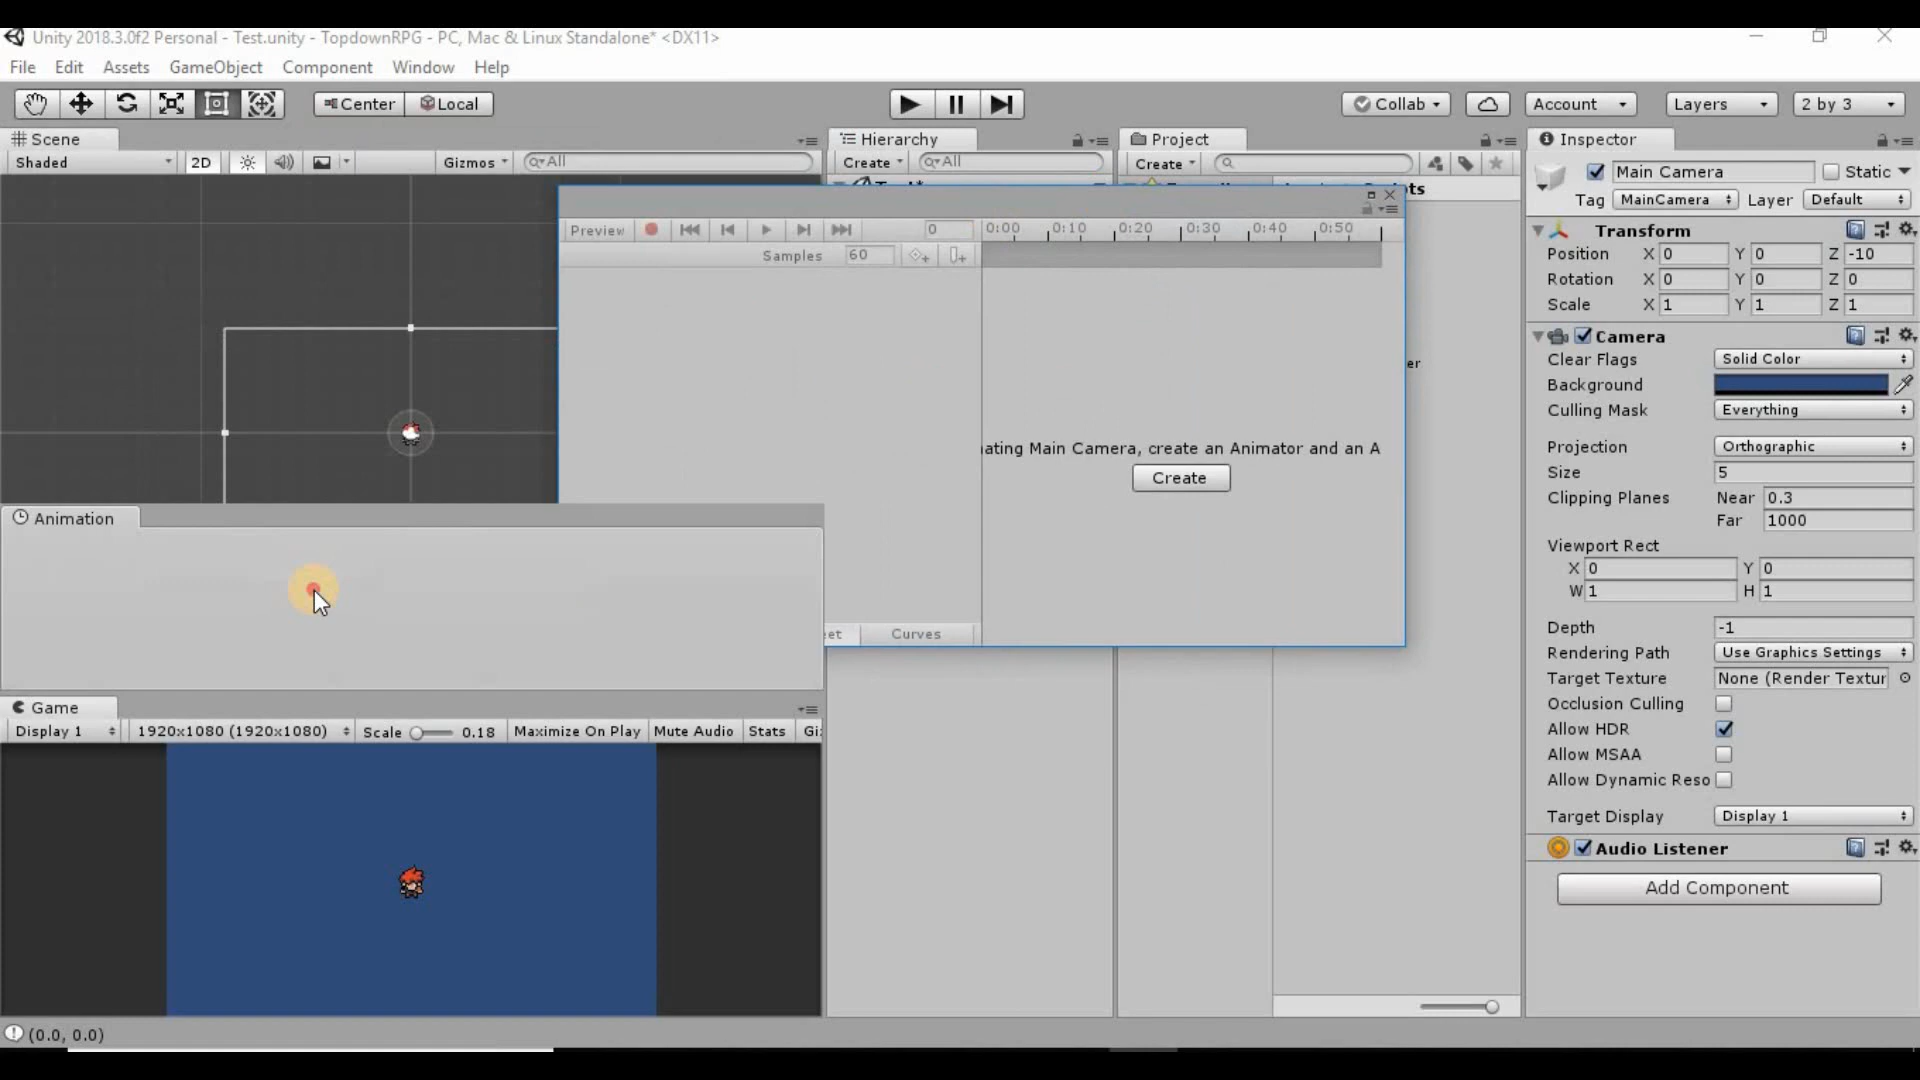 Unity 2018.3.0f2 Personal - Test.unity - TopdownRPG - PC, Mac & Linux Standalone* <DX11>
File Edit Assets GameObject Component Window Help
Center Local Collab Account Layers 2 by 3
Scene Hierarchy Project Inspector
Shaded 2D Gizmos All Create All Create
Main Camera Static
Tag MainCamera Layer Default
Preview 0 0:00 0:10 0:20 0:30 0:40 0:50
Samples 60
Transform
Position X 0 Y 0 Z -10
Rotation X 0 Y 0 Z 0
Scale X 1 Y 1 Z 1
Camera
Clear Flags Solid Color
Background
Culling Mask Everything
Projection Orthographic
Size 5
Clipping Planes Near 0.3
Far 1000
Viewport Rect
X 0 Y 0
W 1 H 1
Depth -1
Rendering Path Use Graphics Settings
Target Texture None (Render Textur
Occlusion Culling
Allow HDR
Allow MSAA
Allow Dynamic Reso
Target Display Display 1
Audio Listener
Add Component
ating Main Camera, create an Animator and an A
Create
er
Animation
et Curves
Game
Display 1 1920x1080 (1920x1080) Scale 0.18 Maximize On Play Mute Audio Stats Gi
(0.0, 0.0)